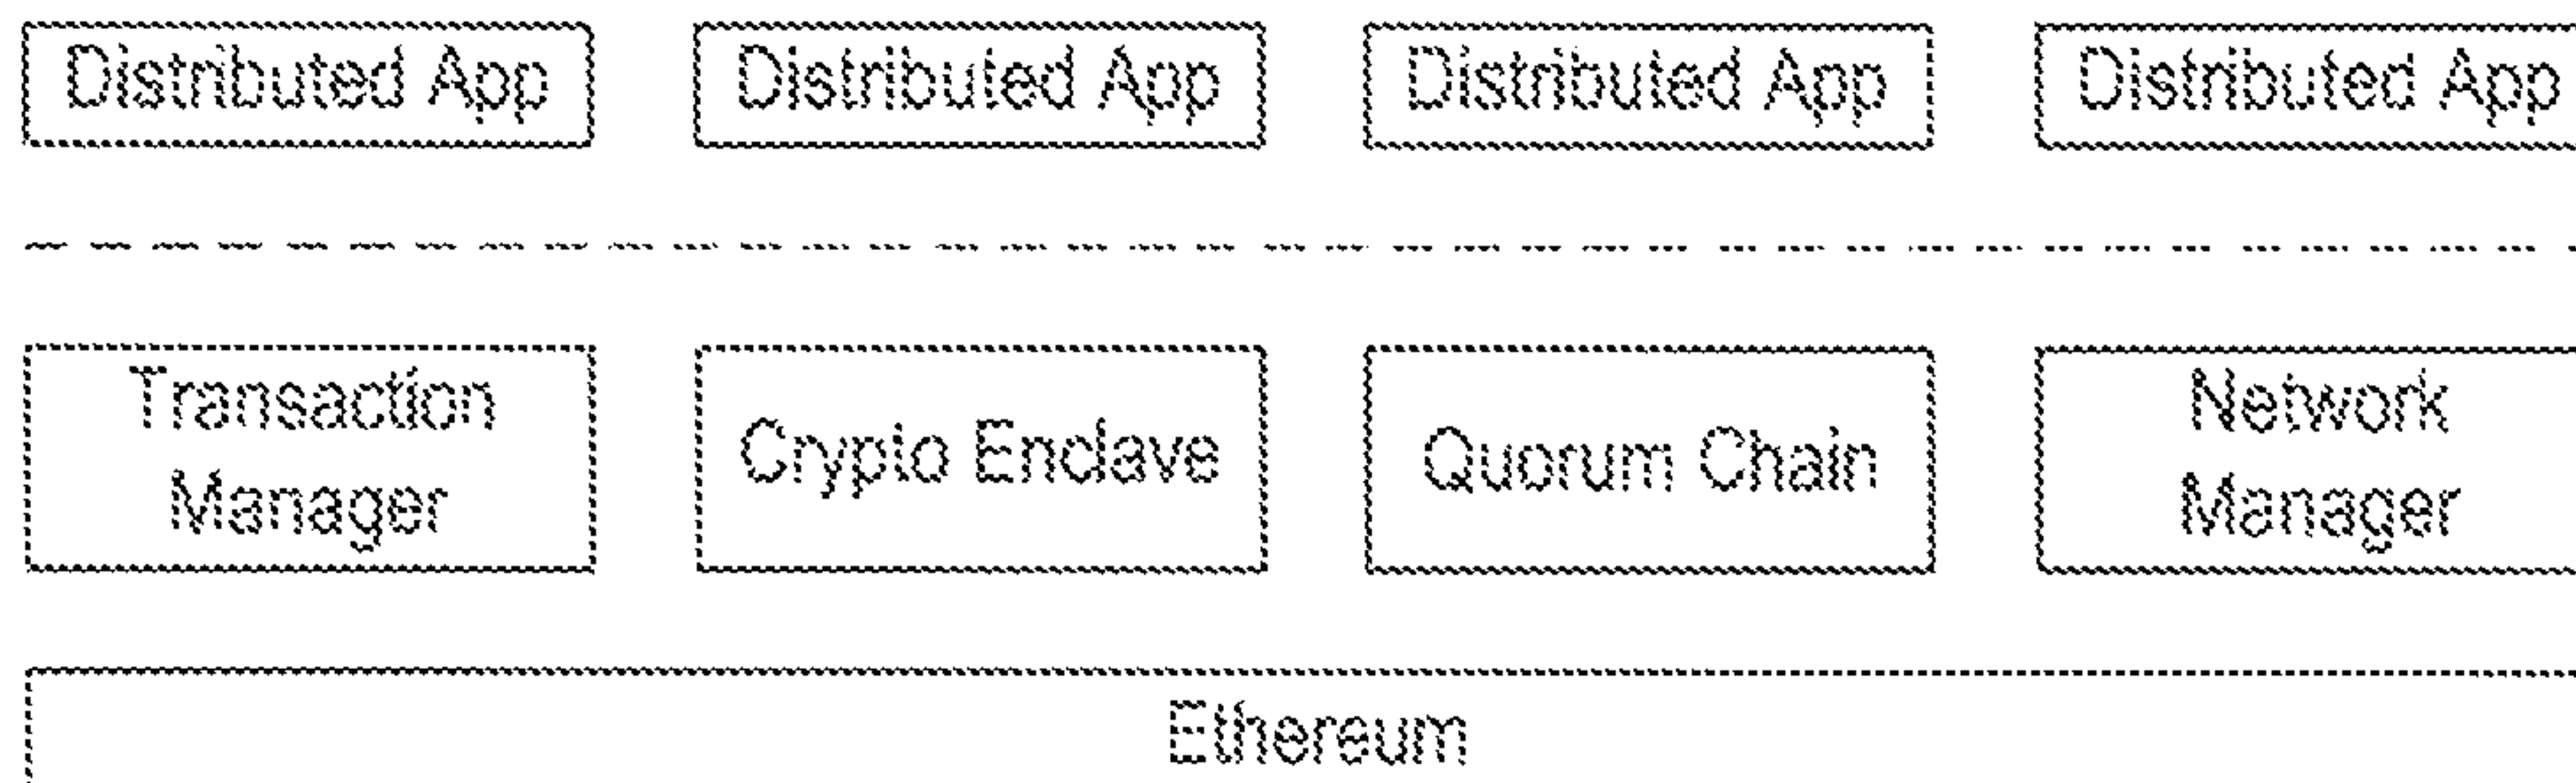 Distributed App Distributed App Distributed App Distributed App
Transaction
Manager
Crypto Enclave
Quorum Chain
Network
Manager
Ethereum